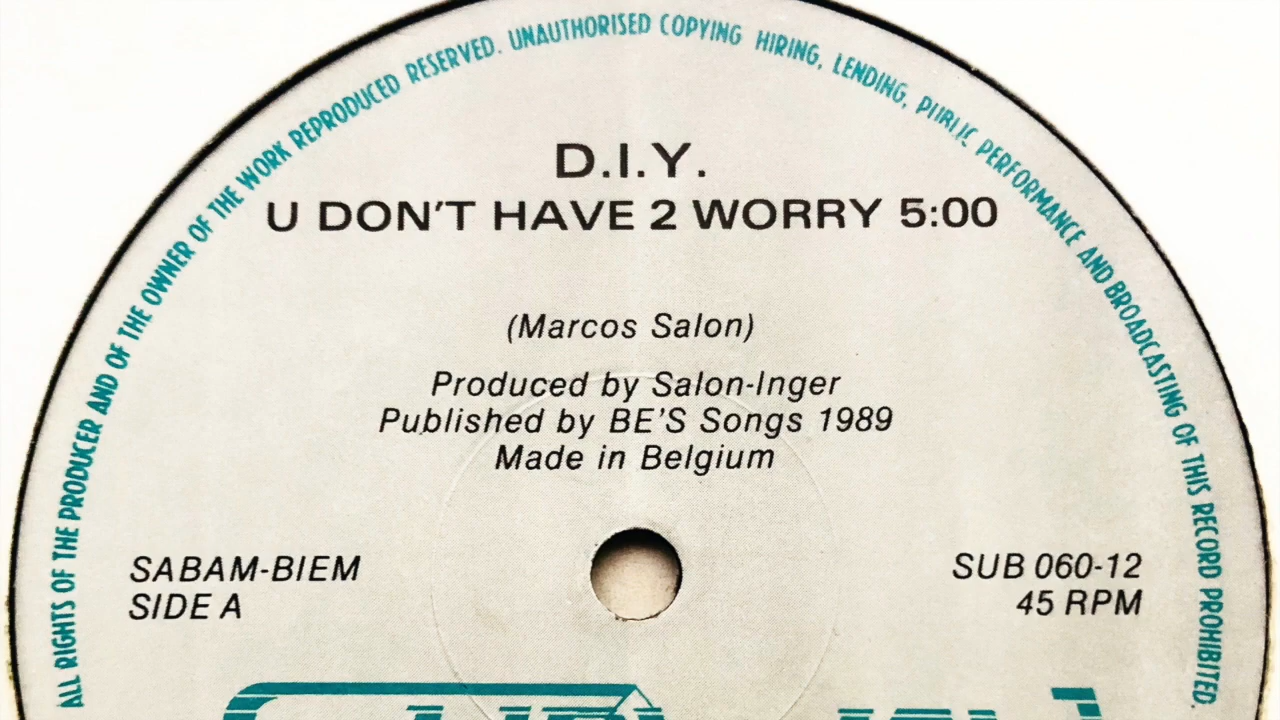 ALL RIGHTS OF THE PRODUCER AND OF THE OWNER OF THE WORK REPRODUCED RESERVED. UNAUTHORISED COPYING HIRING, LENDING, PUBLIC PERFORMANCE AND BROADCASTING OF THIS RECORD PROHIBITED.
D.I.Y.
U DON'T HAVE 2 WORRY 5:00
(Marcos Salon)
Produced by Salon-Inger
Published by BE'S Songs 1989
Made in Belgium
SABAM-BIEM
SUB 060-12
SIDE A
45 RPM